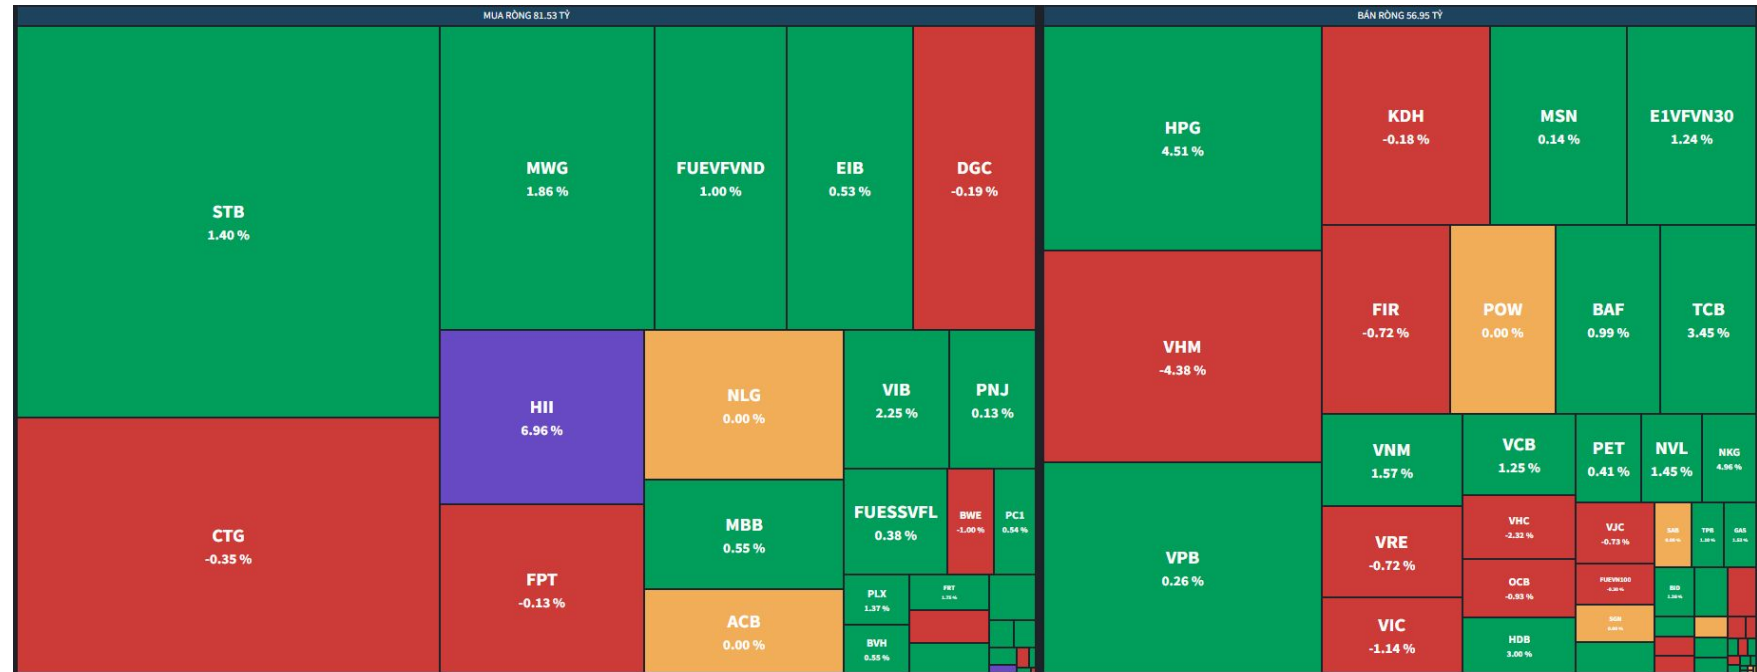 MUA RÒNG 81.53 TỶ
STB
1.40 %
CTG
-0.35 %
MWG
1.86 %
FUEVFVND
1.00 %
EIB
0.53 %
DGC
-0.19 %
HII
6.96 %
FPT
-0.13 %
NLG
0.00 %
MBB
0.55 %
ACB
0.00 %
VIB
2.25 %
PNJ
0.13 %
FUESSVFL
0.38 %
BWE
-1.00 %
PC1
0.54 %
PLX
1.37 %
BVH
0.55 %
FRT
BÁN RÒNG 56.95 TỶ
HPG
4.51 %
VHM
-4.38 %
VPB
0.26 %
KDH
-0.18 %
MSN
0.14 %
E1VFVN30
1.24 %
FIR
-0.72 %
POW
0.00 %
BAF
0.99 %
TCB
3.45 %
VNM
1.57 %
VRE
-0.72 %
VIC
-1.14 %
VCB
1.25 %
VHC
-2.32 %
OCB
-0.93 %
HDB
3.00 %
PET
0.41 %
NVL
1.45 %
NKG
4.96 %
VJC
-0.73 %
FUEVN100
TPB
GAS
BID